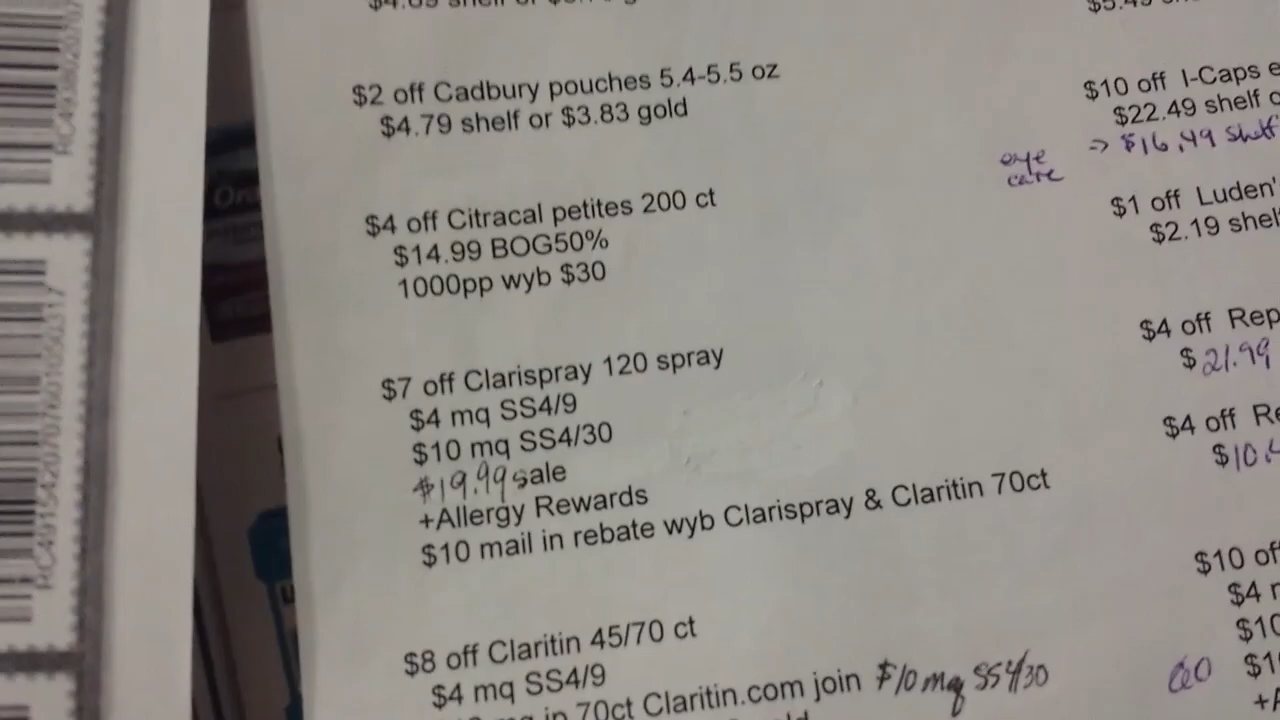 $2 off Cadbury pouches 5.4-5.5 oz
$4.79 shelf or $3.83 gold
$4 off Citracal petites 200 ct
$14.99 BOG50%
1000pp wyb $30
$7 off Clarispray 120 spray
$4 mq SS4/9
$10 mq SS4/30
$19.99 sale
+Allergy Rewards
$10 mail in rebate wyb Clarispray & Claritin 70ct
$8 off Claritin 45/70 ct
$4 mq SS4/9
in 70ct Claritin.com join $10 mq SS4/30
$10 off I-Caps
$22.49 shelf
eye care => $16.49 shelf
$1 off Luden'
$2.19 shel
$4 off Rep
$21.99
$4 off Re
$10.
$10 of
$4
$10